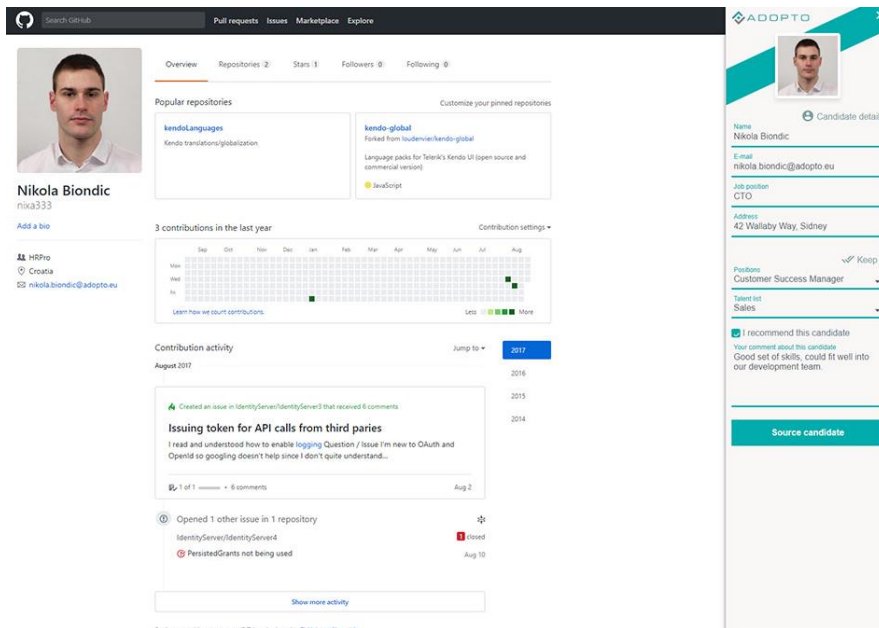 Search GitHub
Pull requests Issues Marketplace Explore
Overview Repositories 2 Stars 1 Followers 0 Following 0
Popular repositories
Customize your pinned repositories
kendoLanguages
Kendo translations/globalization
kendo-global
Forked from loudenvier/kendo-global
Language packs for Telerik's Kendo UI (open source and
commercial version)
JavaScript
Nikola Biondic
nixa333
Add a bio
HRPro
Croatia
nikola.biondic@adopto.eu
3 contributions in the last year
Contribution settings
Sep Oct Nov Dec Jan Feb Mar Apr May Jun Jul Aug
Mon
Wed
Fri
Learn how we count contributions.
Less More
Contribution activity
Jump to
2017
2016
2015
2014
August 2017
Created an issue in IdentityServer/IdentityServer3 that received 6 comments
Issuing token for API calls from third paries
I read and understood how to enable logging Question / Issue I'm new to OAuth and
OpenId so googling doesn't help since I don't quite understand...
1 of 1 • 6 comments
Aug 2
Opened 1 other issue in 1 repository
IdentityServer/IdentityServer4
1 closed
PersistedGrants not being used
Aug 10
Show more activity
ADOPTO
Candidate detail
Name
Nikola Biondic
E-mail
nikola.biondic@adopto.eu
Job position
CTO
Address
42 Wallaby Way, Sidney
Keep
Positions
Customer Success Manager
Talent list
Sales
I recommend this candidate
Your comment about this candidate
Good set of skills, could fit well into
our development team.
Source candidate